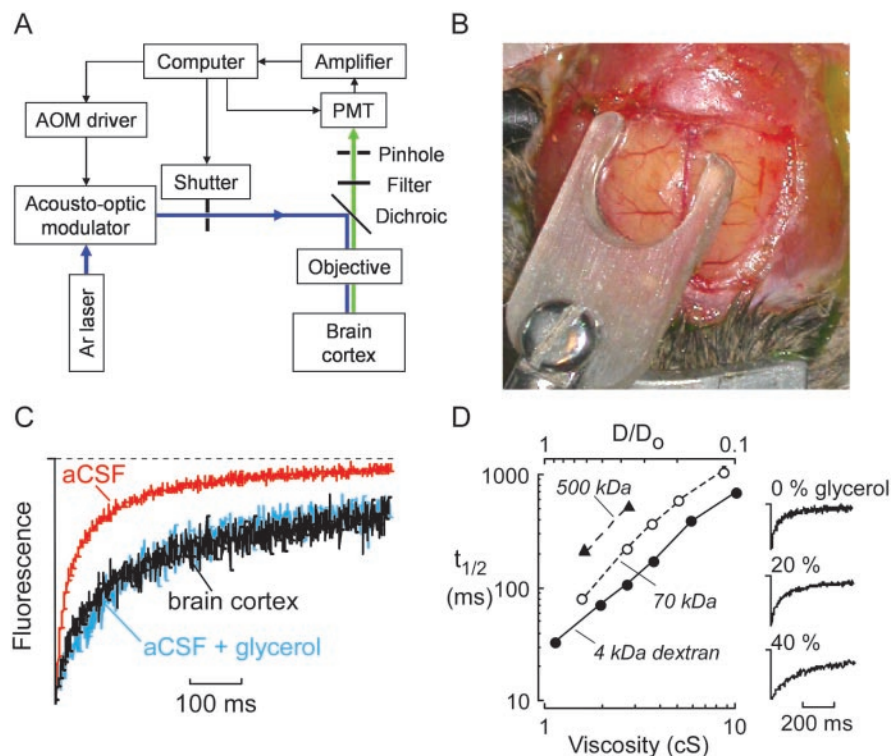 A
Computer
Amplifier
AOM driver
PMT
Pinhole
Shutter
Filter
Acousto-optic
modulator
Dichroic
Objective
Ar laser
Brain
cortex
B
C
aCSF
brain cortex
aCSF + glycerol
Fluorescence
100 ms
D
D/Do
1
0.1
1000
500 kDa
t1/2
(ms)
100
70 kDa
4 kDa dextran
10
1
10
Viscosity (cS)
0 % glycerol
20 %
40 %
200 ms